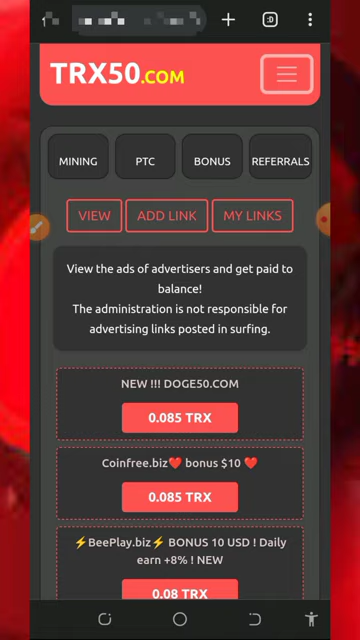 :D
TRX50.COM
MINING
PTC
BONUS
REFERRALS
VIEW
ADD LINK
MY LINKS
View the ads of advertisers and get paid to
balance!
The administration is not responsible for
advertising links posted in surfing.
NEW !!! DOGE50.COM
0.085 TRX
Coinfree.biz❤️ bonus $10 ❤️
0.085 TRX
⚡BeePlay.biz⚡ BONUS 10 USD ! Daily
earn +8% ! NEW
0.08 TRX